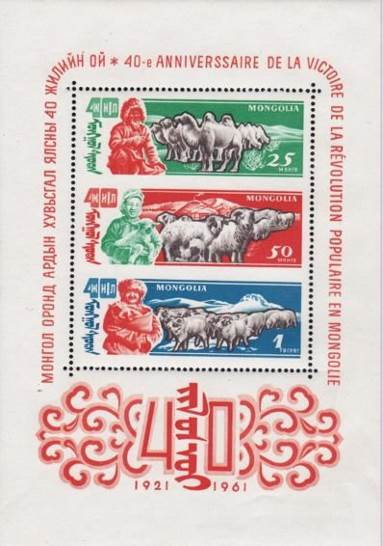 МОНГОЛ ОРОНД АРДЫН ХУВЬСГАЛ ЯЛСНЫ 40 ЖИЛИЙН ОЙ * 40-e ANNIVERSSAIRE DE LA VICTOIRE DE LA RÉVOLUTION POPULAIRE EN MONGOLIE
MONGOLIA
25
МӨНГӨ
MONGOLIA
50
МӨНГӨ
MONGOLIA
1
ТӨГРӨГ
40
1921 1961